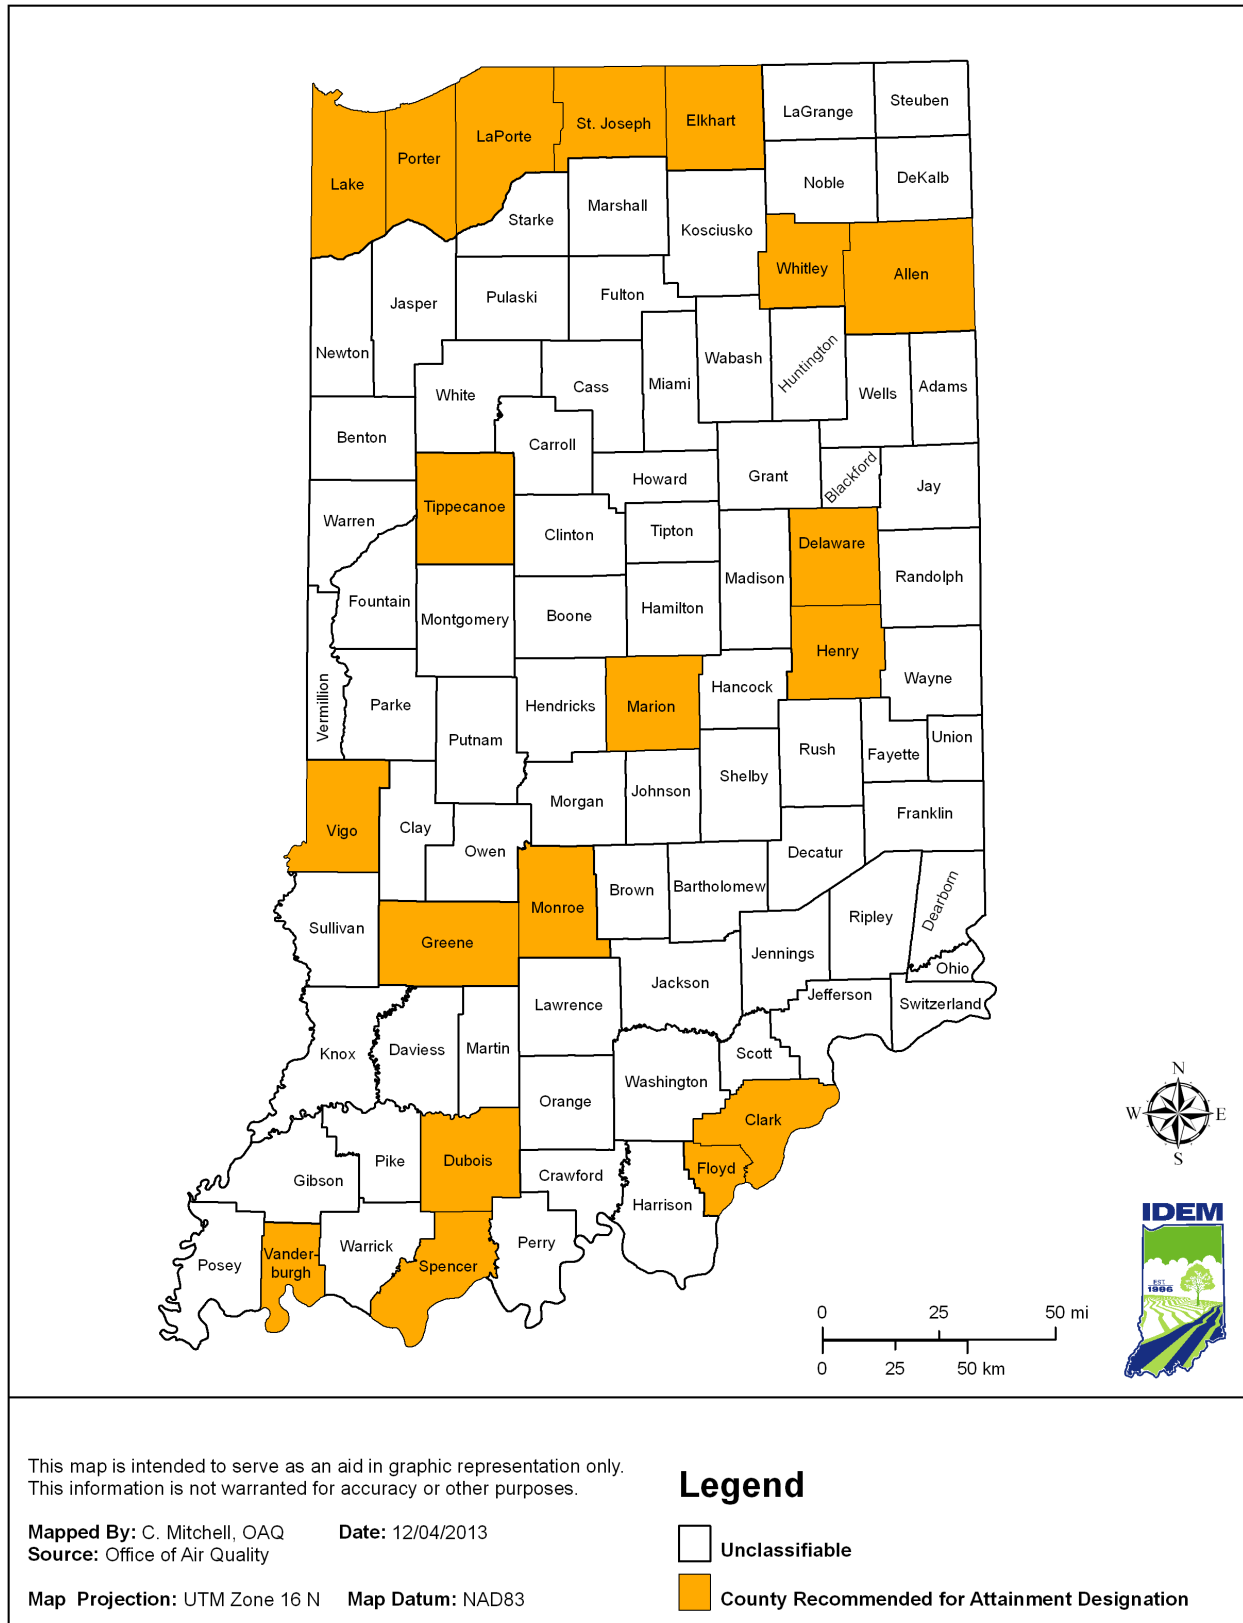 Steuben
LaGrange
Elkhart
St. Joseph
LaPorte
Porter
Lake
DeKalb
Noble
Marshall
Starke
Kosciusko
Whitley
Allen
Fulton
Pulaski
Jasper
Newton
Wabash
Huntington
Miami
Cass
White
Wells
Adams
Benton
Carroll
Howard
Grant
Blackford
Jay
Tippecanoe
Warren
Clinton
Tipton
Delaware
Madison
Randolph
Fountain
Montgomery
Boone
Hamilton
Henry
Wayne
Hancock
Vermillion
Parke
Hendricks
Marion
Putnam
Rush
Fayette
Union
Shelby
Johnson
Morgan
Franklin
Vigo
Clay
Owen
Decatur
Brown
Bartholomew
Monroe
Ripley
Dearborn
Sullivan
Greene
Jennings
Ohio
Jackson
Jefferson
Switzerland
Lawrence
Knox
Daviess
Martin
Scott
Washington
Orange
Clark
Pike
Dubois
Floyd
Crawford
Gibson
Harrison
Warrick
Perry
Vander-
burgh
Posey
Spencer
N
W E
S
IDEM
EST.
1986
0 25 50 mi
0 25 50 km
This map is intended to serve as an aid in graphic representation only.
This information is not warranted for accuracy or other purposes.
Mapped By: C. Mitchell, OAQ Date: 12/04/2013
Source: Office of Air Quality
Map Projection: UTM Zone 16 N Map Datum: NAD83
Legend
Unclassifiable
County Recommended for Attainment Designation